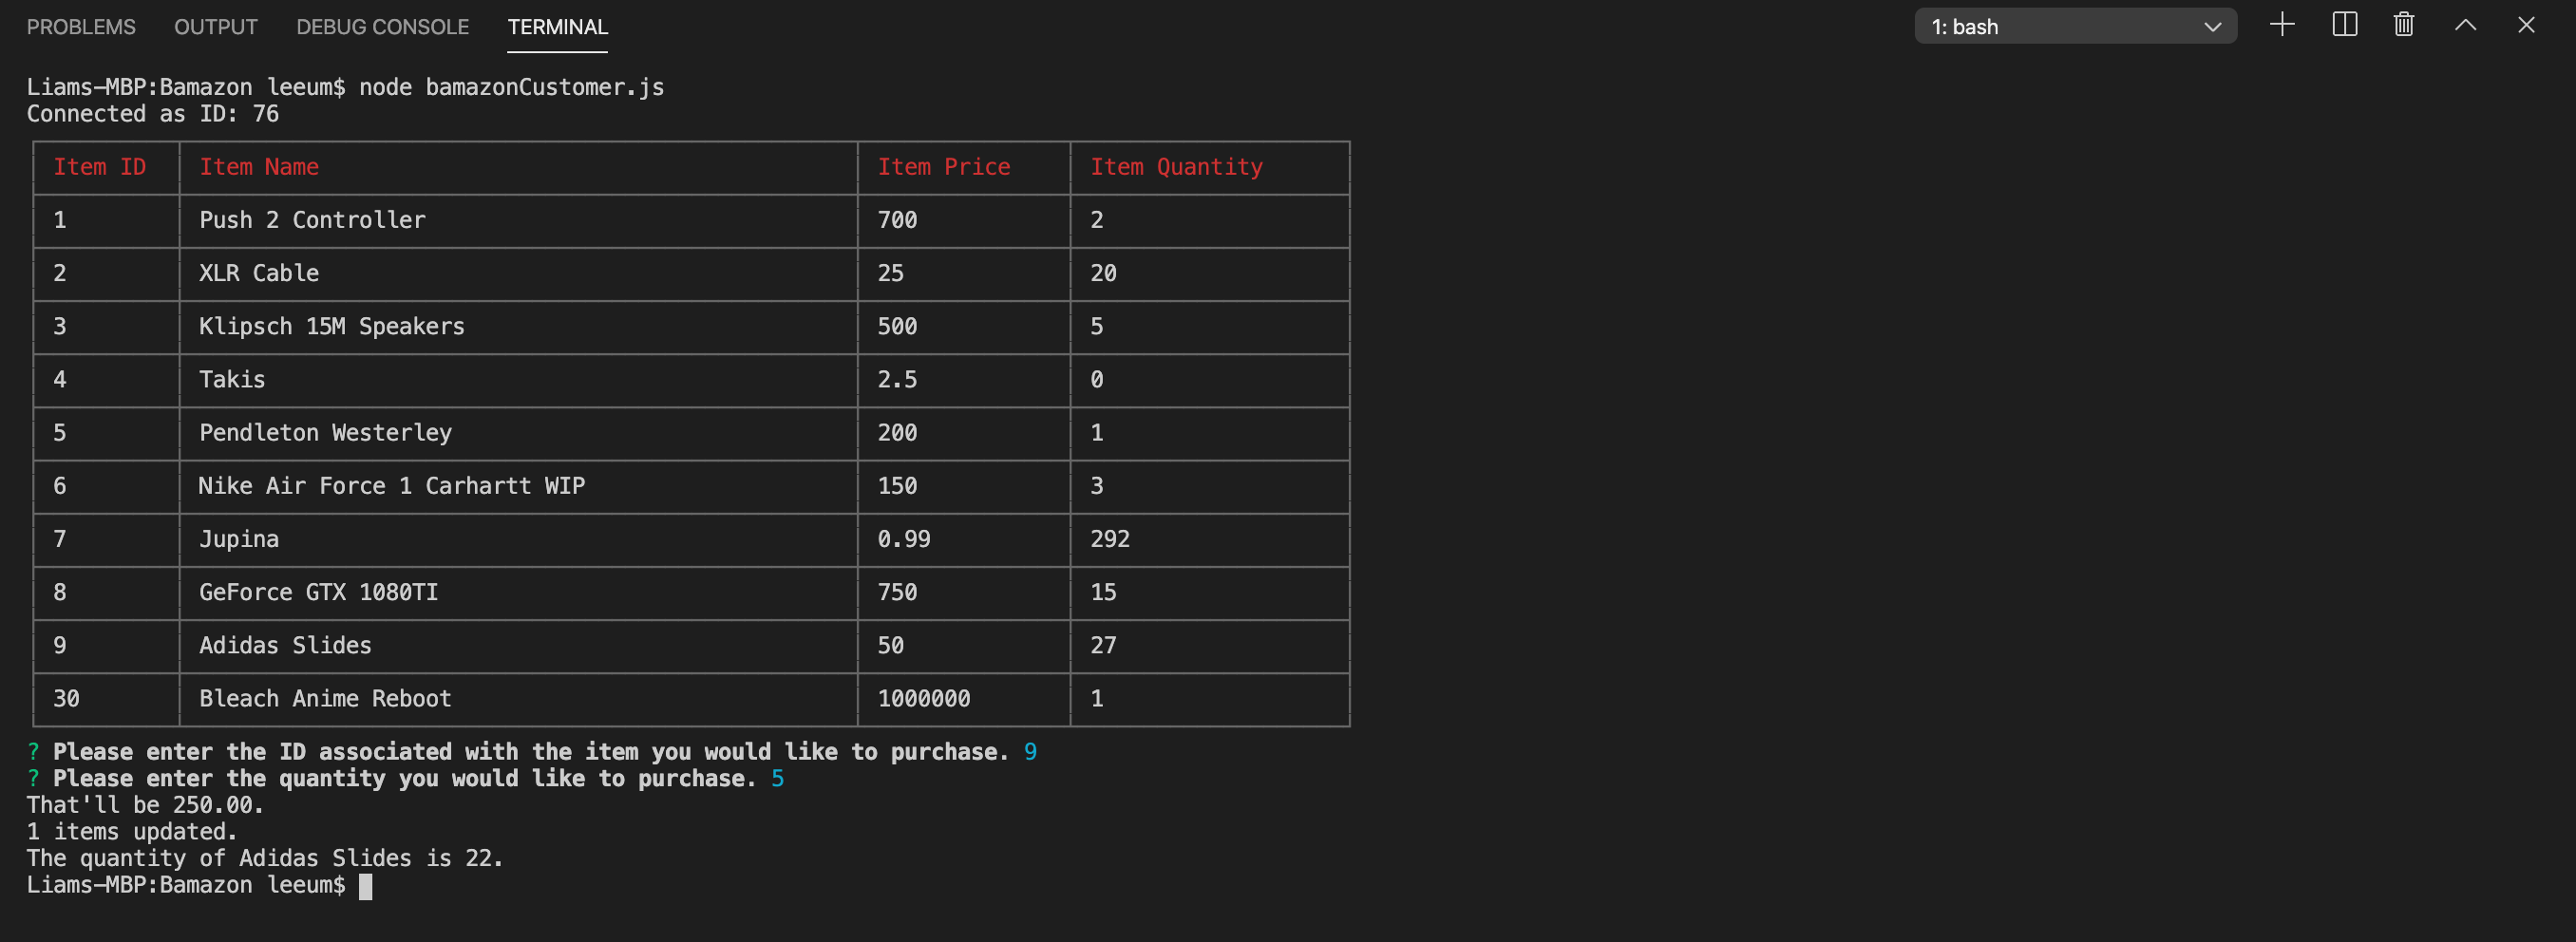 PROBLEMS OUTPUT DEBUG CONSOLE TERMINAL 1: bash
Liams-MBP:Bamazon leeum$ node bamazonCustomer.js
Connected as ID: 76
Item ID Item Name Item Price Item Quantity
1 Push 2 Controller 700 2
2 XLR Cable 25 20
3 Klipsch 15M Speakers 500 5
4 Takis 2.5 0
5 Pendleton Westerley 200 1
6 Nike Air Force 1 Carhartt WIP 150 3
7 Jupina 0.99 292
8 GeForce GTX 1080TI 750 15
9 Adidas Slides 50 27
30 Bleach Anime Reboot 1000000 1
? Please enter the ID associated with the item you would like to purchase. 9
? Please enter the quantity you would like to purchase. 5
That'll be 250.00.
1 items updated.
The quantity of Adidas Slides is 22.
Liams-MBP:Bamazon leeum$